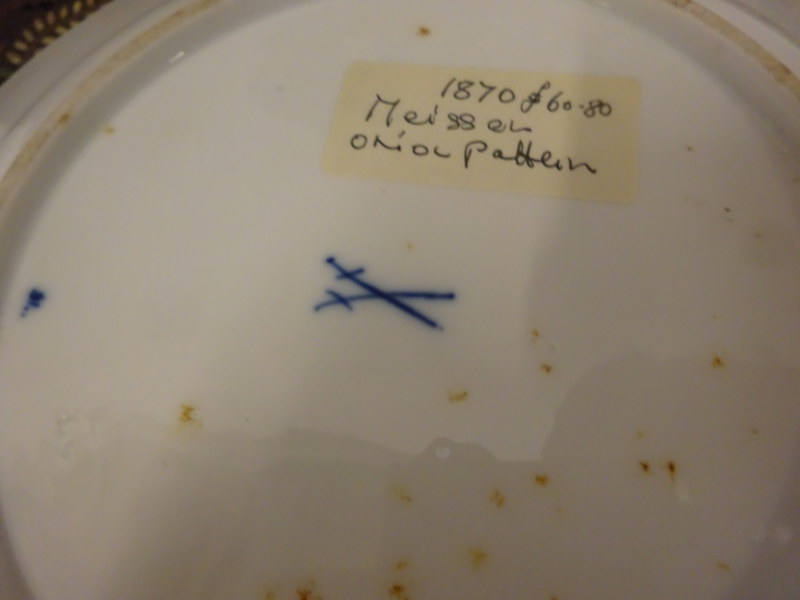 1870 $60-80
Meissen
onion pattern